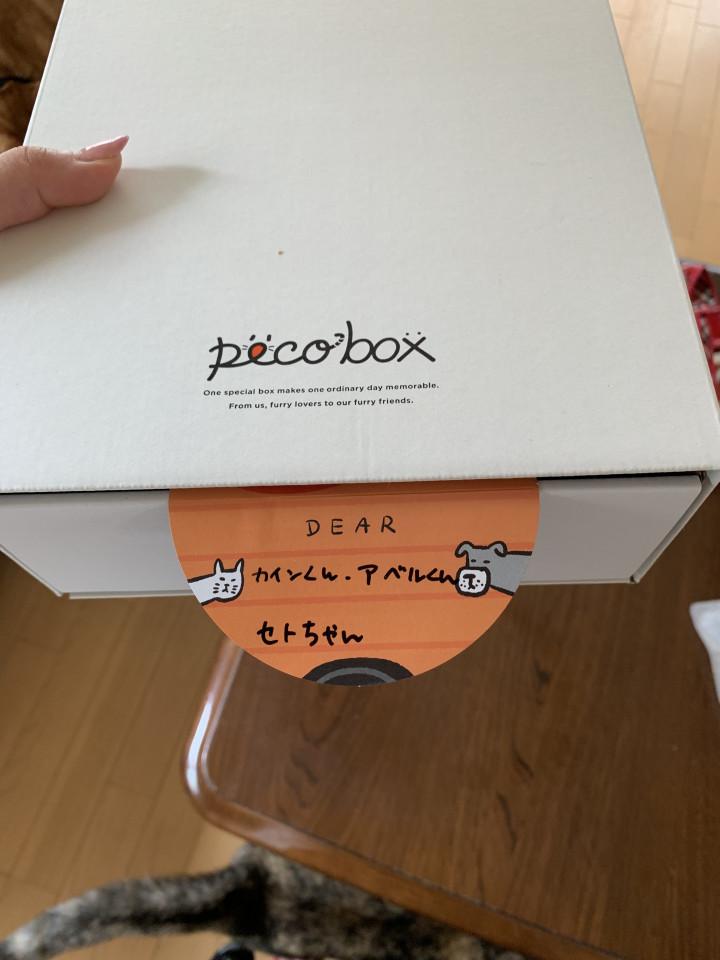 pecobox
One special box makes one ordinary day memorable.
From us, furry lovers to our furry friends.
DEAR
カインくん・アベルくん
セトちゃん